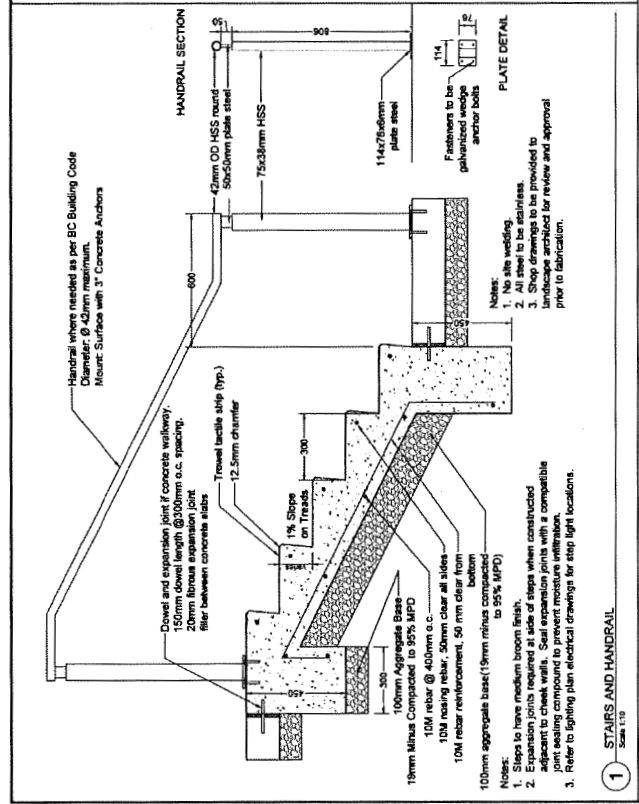 Handrail where needed as per BC Building Code
Diameter: Ø 42mm maximum.
Mount: Surface with 3" Concrete Anchors
600
HANDRAIL SECTION
42mm OD HSS round
50x50mm plate steel
50
75x38mm HSS
806
114x76x6mm
plate steel
76
114
Fasteners to be
galvanized wedge
anchor bolts
PLATE DETAIL
Dowel and expansion joint if concrete walkway.
150mm dowel length @300mm o.c. spacing.
20mm fibrous expansion joint
filler between concrete slabs
Trowel tactile strip (typ.)
12.5mm chamfer
300
1% Slope
on Treads
varies
450
300
450
100mm Aggregate Base
19mm Minus Compacted to 95% MPD
10M rebar @ 400mm o.c.
10M nosing rebar, 50mm clear all sides
10M rebar reinforcement, 50 mm clear from
bottom
100mm aggregate base(19mm minus compacted
to 95% MPD)
Notes:
1. Steps to have medium broom finish.
2. Expansion joints required at side of steps when constructed
adjacent to cheek walls. Seal expansion joints with a compatible
joint sealing compound to prevent moisture infiltration.
3. Refer to lighting plan electrical drawings for step light locations.
Notes:
1. No site welding.
2. All steel to be stainless.
3. Shop drawings to be provided to
landscape architect for review and approval
prior to fabrication.
1 STAIRS AND HANDRAIL
Scale 1:10